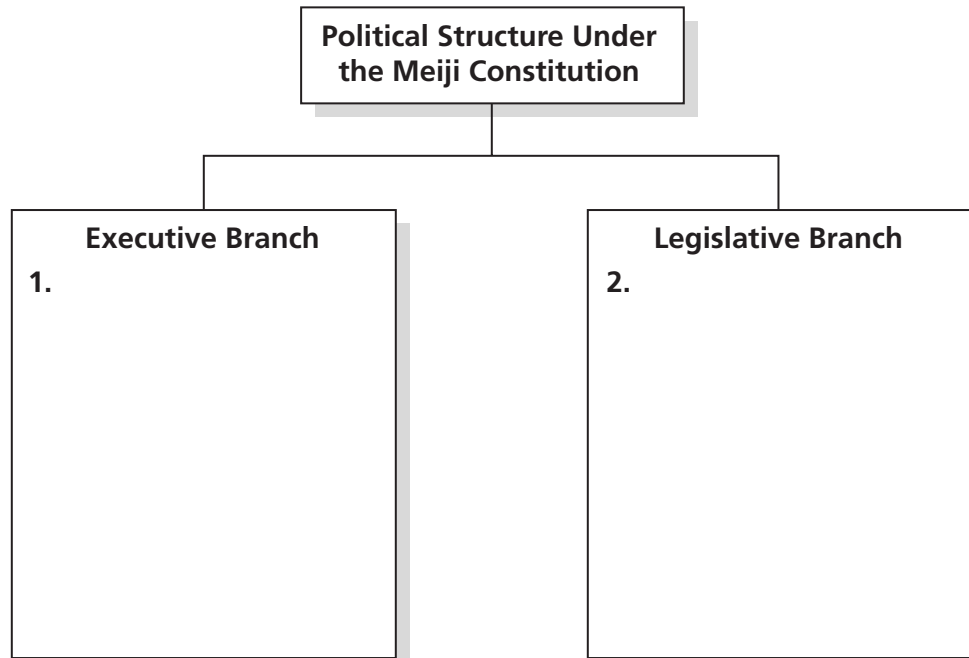 Political Structure Under
the Meiji Constitution
Executive Branch
1.
Legislative Branch
2.